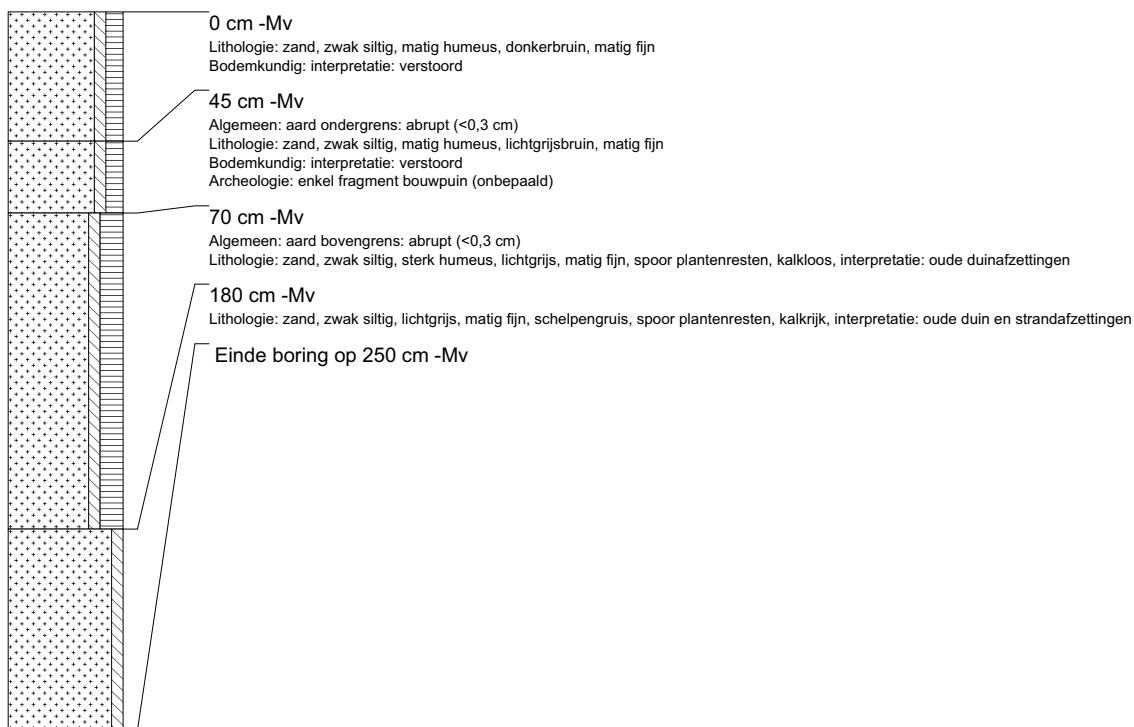 0 cm -Mv
Lithologie: zand, zwak siltig, matig humeus, donkerbruin, matig fijn
Bodemkundig: interpretatie: verstoord
45 cm -Mv
Algemeen: aard ondergrens: abrupt (<0,3 cm)
Lithologie: zand, zwak siltig, matig humeus, lichtgrijsbruin, matig fijn
Bodemkundig: interpretatie: verstoord
Archeologie: enkel fragment bouwpuin (onbepaald)
70 cm -Mv
Algemeen: aard bovengrens: abrupt (<0,3 cm)
Lithologie: zand, zwak siltig, sterk humeus, lichtgrijs, matig fijn, spoor plantenresten, kalkloos, interpretatie: oude duinafzettingen
180 cm -Mv
Lithologie: zand, zwak siltig, lichtgrijs, matig fijn, schelpengruis, spoor plantenresten, kalkrijk, interpretatie: oude duin en strandafzettingen
Einde boring op 250 cm -Mv